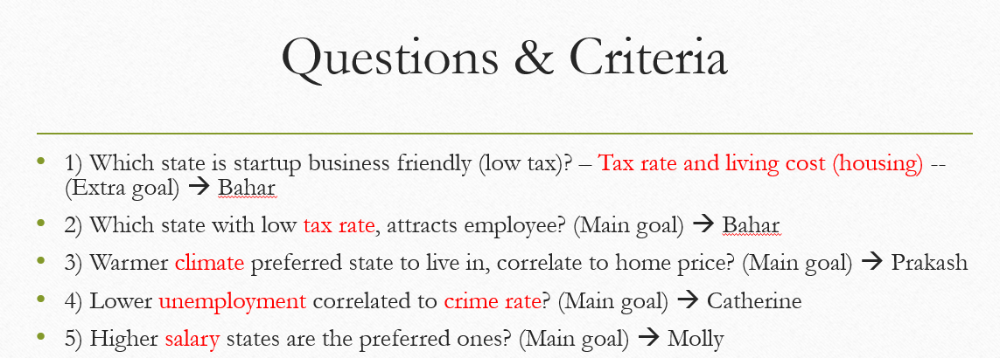 Questions & Criteria
• 1) Which state is startup business friendly (low tax)? – Tax rate and living cost (housing) --
(Extra goal) → Bahar
• 2) Which state with low tax rate, attracts employee? (Main goal) → Bahar
• 3) Warmer climate preferred state to live in, correlate to home price? (Main goal) → Prakash
• 4) Lower unemployment correlated to crime rate? (Main goal) → Catherine
• 5) Higher salary states are the preferred ones? (Main goal) → Molly